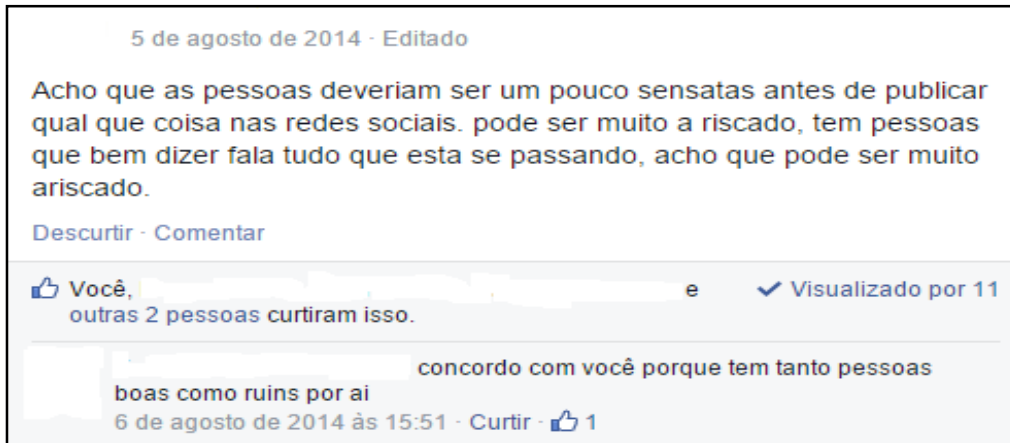 5 de agosto de 2014 · Editado
Acho que as pessoas deveriam ser um pouco sensatas antes de publicar
qual que coisa nas redes sociais. pode ser muito a riscado, tem pessoas
que bem dizer fala tudo que esta se passando, acho que pode ser muito
ariscado.
Descurtir · Comentar
Você, e ✓ Visualizado por 11
outras 2 pessoas curtiram isso.
concordo com você porque tem tanto pessoas
boas como ruins por ai
6 de agosto de 2014 às 15:51 · Curtir · 1